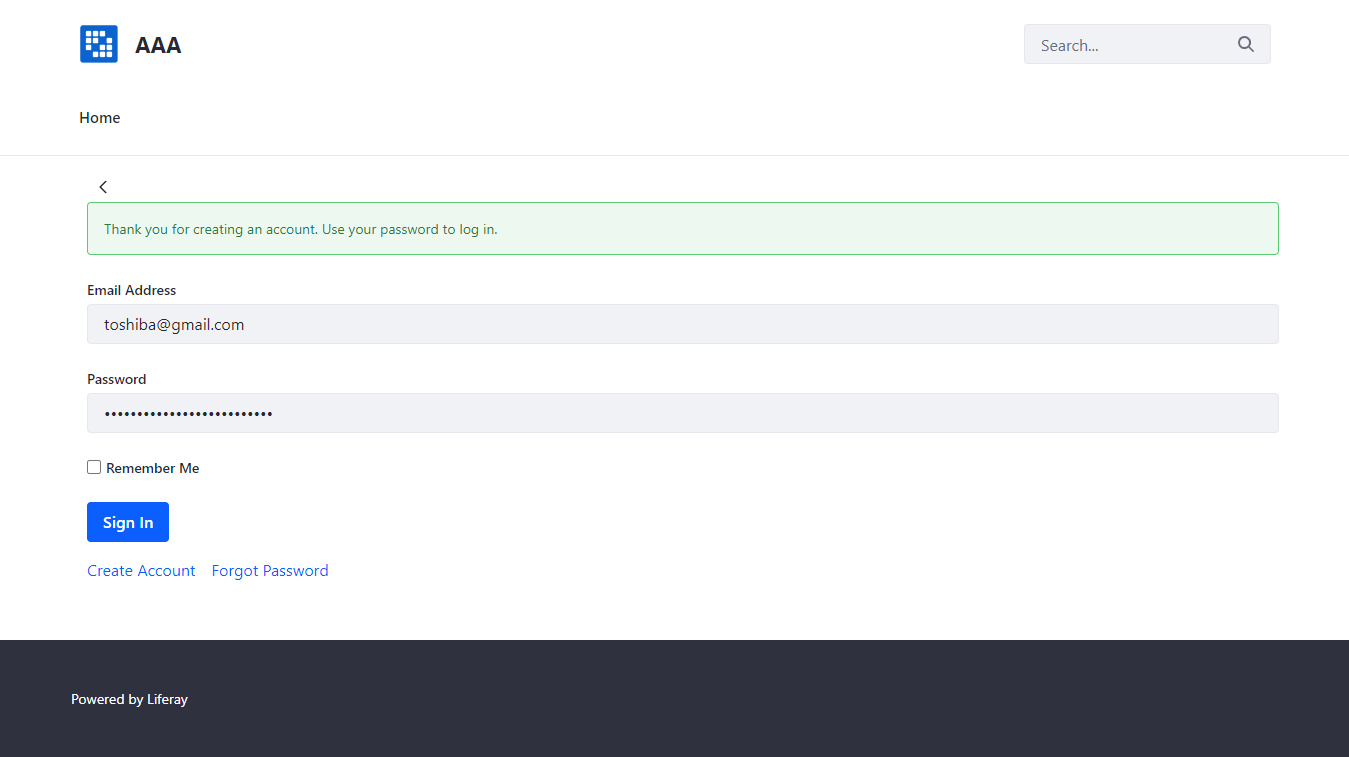 AAA
Search...
Home
Thank you for creating an account. Use your password to log in.
Email Address
toshiba@gmail.com
Password
••••••••••••••••••••••••••
Remember Me
Sign In
Create Account Forgot Password
Powered by Liferay